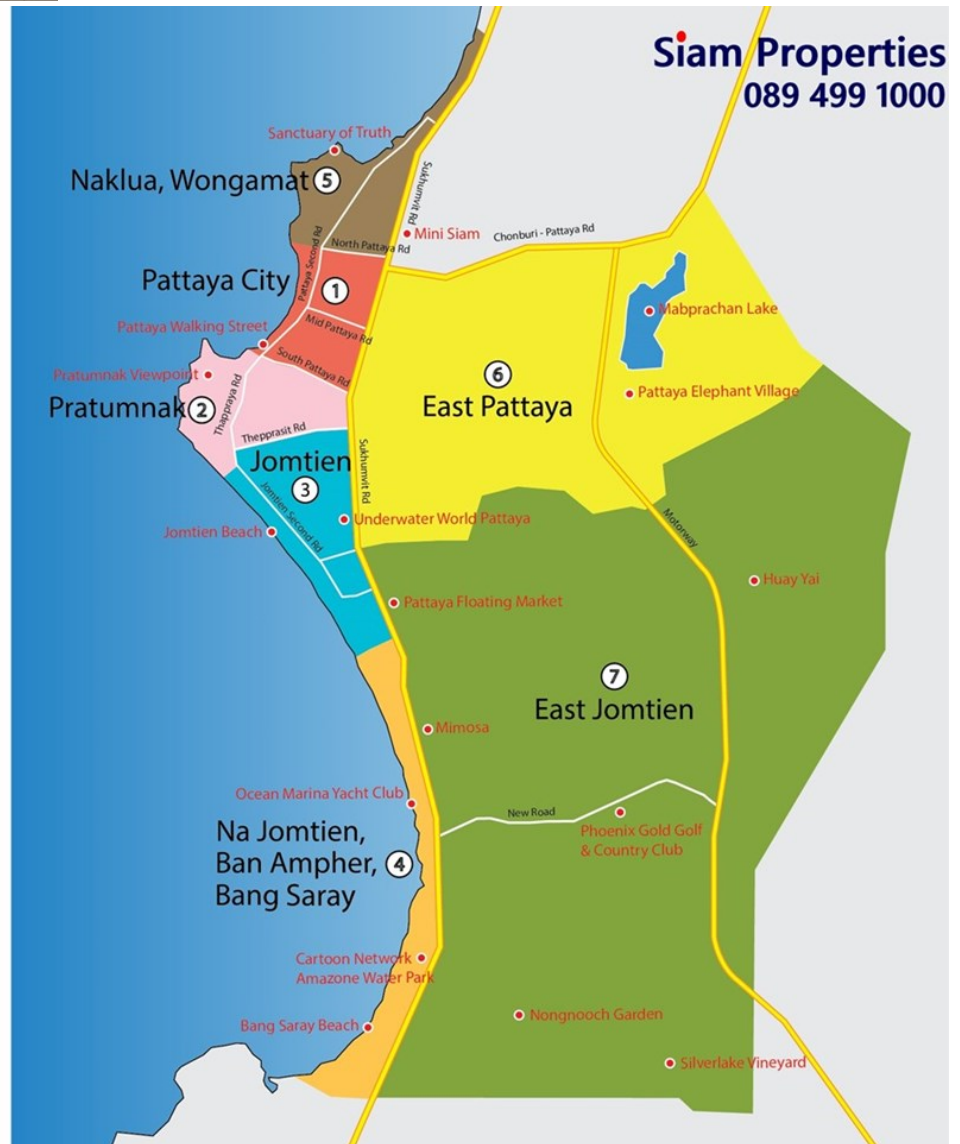 Siam Properties
089 499 1000
Sanctuary of Truth
Naklua, Wongamat 5
Sukhumvit Rd
Mini Siam
Chonburi - Pattaya Rd
North Pattaya Rd
Pattaya Second Rd
Pattaya City
1
Mabprachan Lake
Mid Pattaya Rd
Pattaya Walking Street
South Pattaya Rd
Pratumnak Viewpoint
6
East Pattaya
Pattaya Elephant Village
Pratumnak 2
Thappraya Rd
Thepprasit Rd
Jomtien
3
Sukhumvit Rd
Jomtien Second Rd
Underwater World Pattaya
Jomtien Beach
Motorway
Huay Yai
Pattaya Floating Market
7
East Jomtien
Mimosa
Ocean Marina Yacht Club
New Road
Phoenix Gold Golf
& Country Club
Na Jomtien,
Ban Ampher, 4
Bang Saray
Cartoon Network
Amazone Water Park
Nongnooch Garden
Bang Saray Beach
Silverlake Vineyard